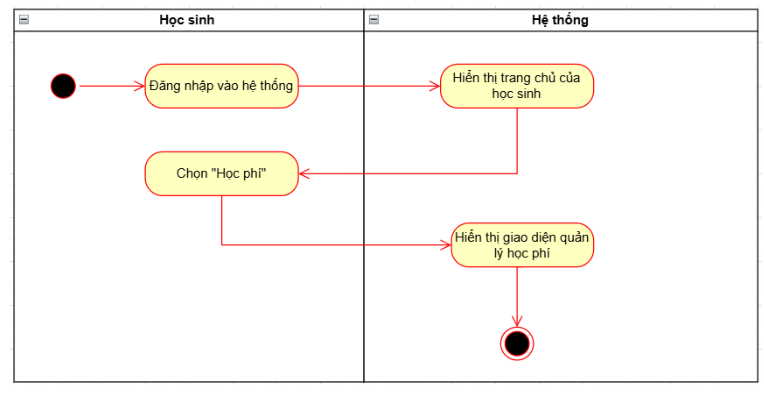 Học sinh
Hệ thống
Đăng nhập vào hệ thống
Hiển thị trang chủ của
học sinh
Chọn "Học phí"
Hiển thị giao diện quản
lý học phí